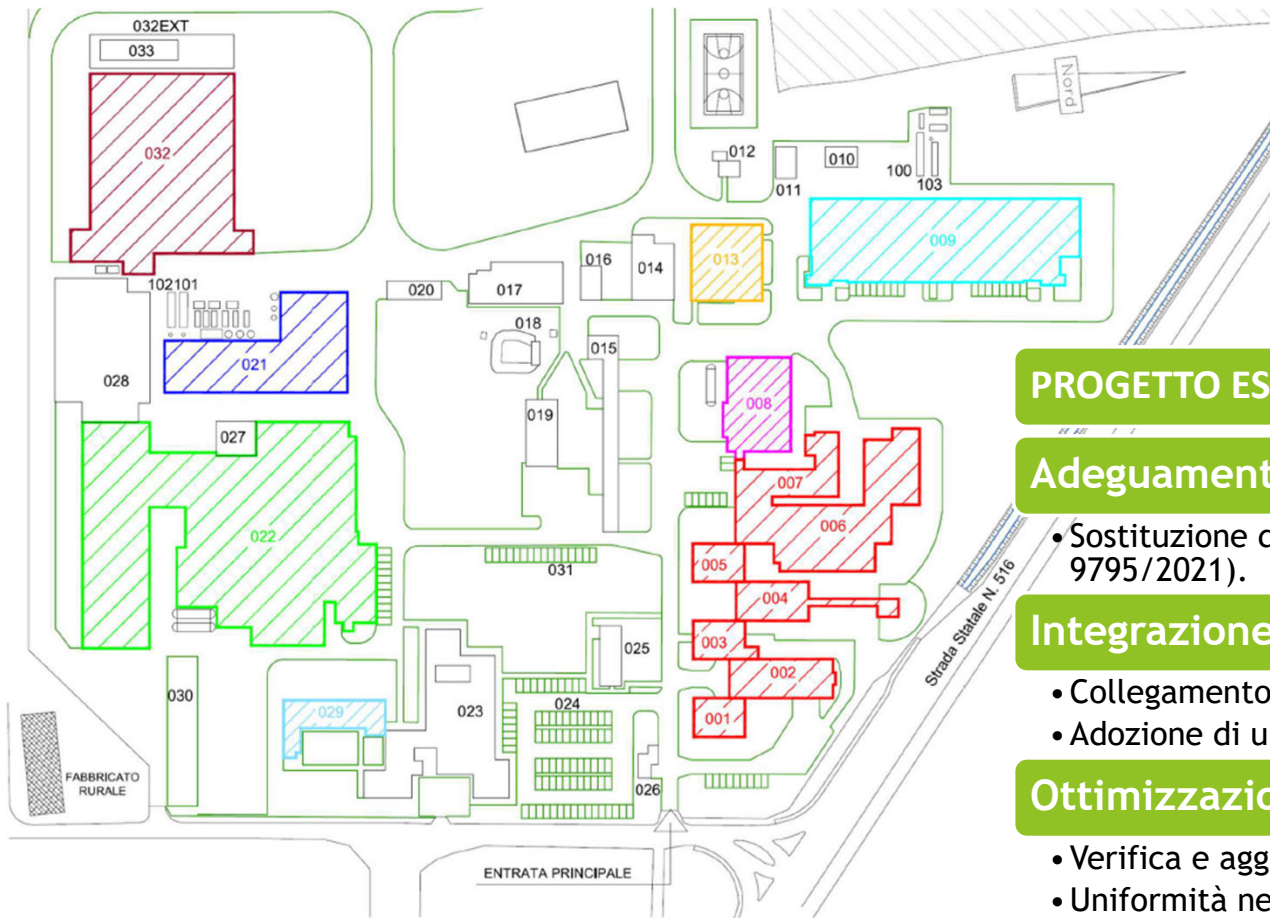 032EXT
033
032
Nord
012
010
011
100
103
009
016
014
013
102101
020
017
018
015
021
028
008
019
027
007
006
022
005
031
004
003
025
002
030
029
023
024
001
026
FABBRICATO
RURALE
ENTRATA PRINCIPALE
Strada Statale N. 516
PROGETTO ES
Adeguament
• Sostituzione
9795/2021).
Integrazione
• Collegamento
• Adozione di u
Ottimizzazio
• Verifica e agg
• Uniformità ne